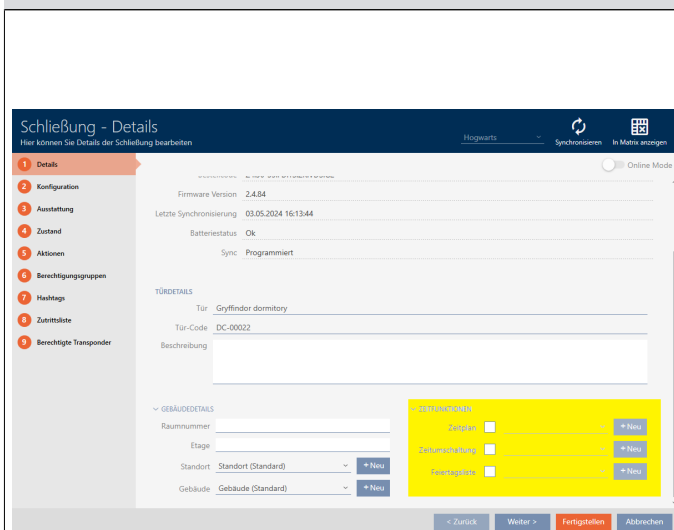 Schließung - Details
Hier können Sie Details der Schließung bearbeiten
Hogwarts
Synchronisieren
In Matrix anzeigen
1 Details
2 Konfiguration
3 Ausstattung
4 Zustand
5 Aktionen
6 Berechtigungsgruppen
7 Hashtags
8 Zutrittsliste
9 Berechtigte Transponder
Online Mode
Firmware Version 2.4.84
Letzte Synchronisierung 03.05.2024 16:13:44
Batteriestatus Ok
Sync Programmiert
TÜRDETAILS
Tür Gryffindor dormitory
Tür-Code DC-00022
Beschreibung
GEBÄUDEDETAILS
Raumnummer
Etage
Standort Standort (Standard) + Neu
Gebäude Gebäude (Standard) + Neu
ZEITFUNKTIONEN
Zeitplan + Neu
Zeitumschaltung + Neu
Feiertagsliste + Neu
< Zurück
Weiter >
Fertigstellen
Abbrechen